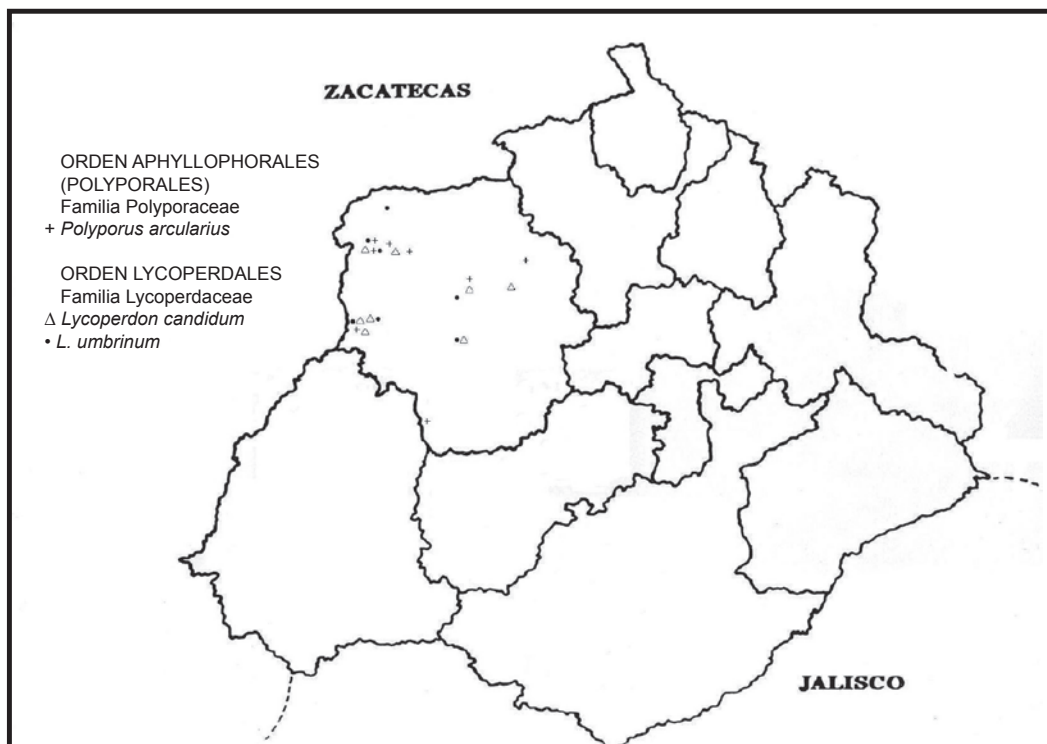 ZACATECAS
ORDEN APHYLLOPHORALES
(POLYPORALES)
Familia Polyporaceae
+ Polyporus arcularius
ORDEN LYCOPERDALES
Familia Lycoperdaceae
Δ Lycoperdon candidum
• L. umbrinum
JALISCO